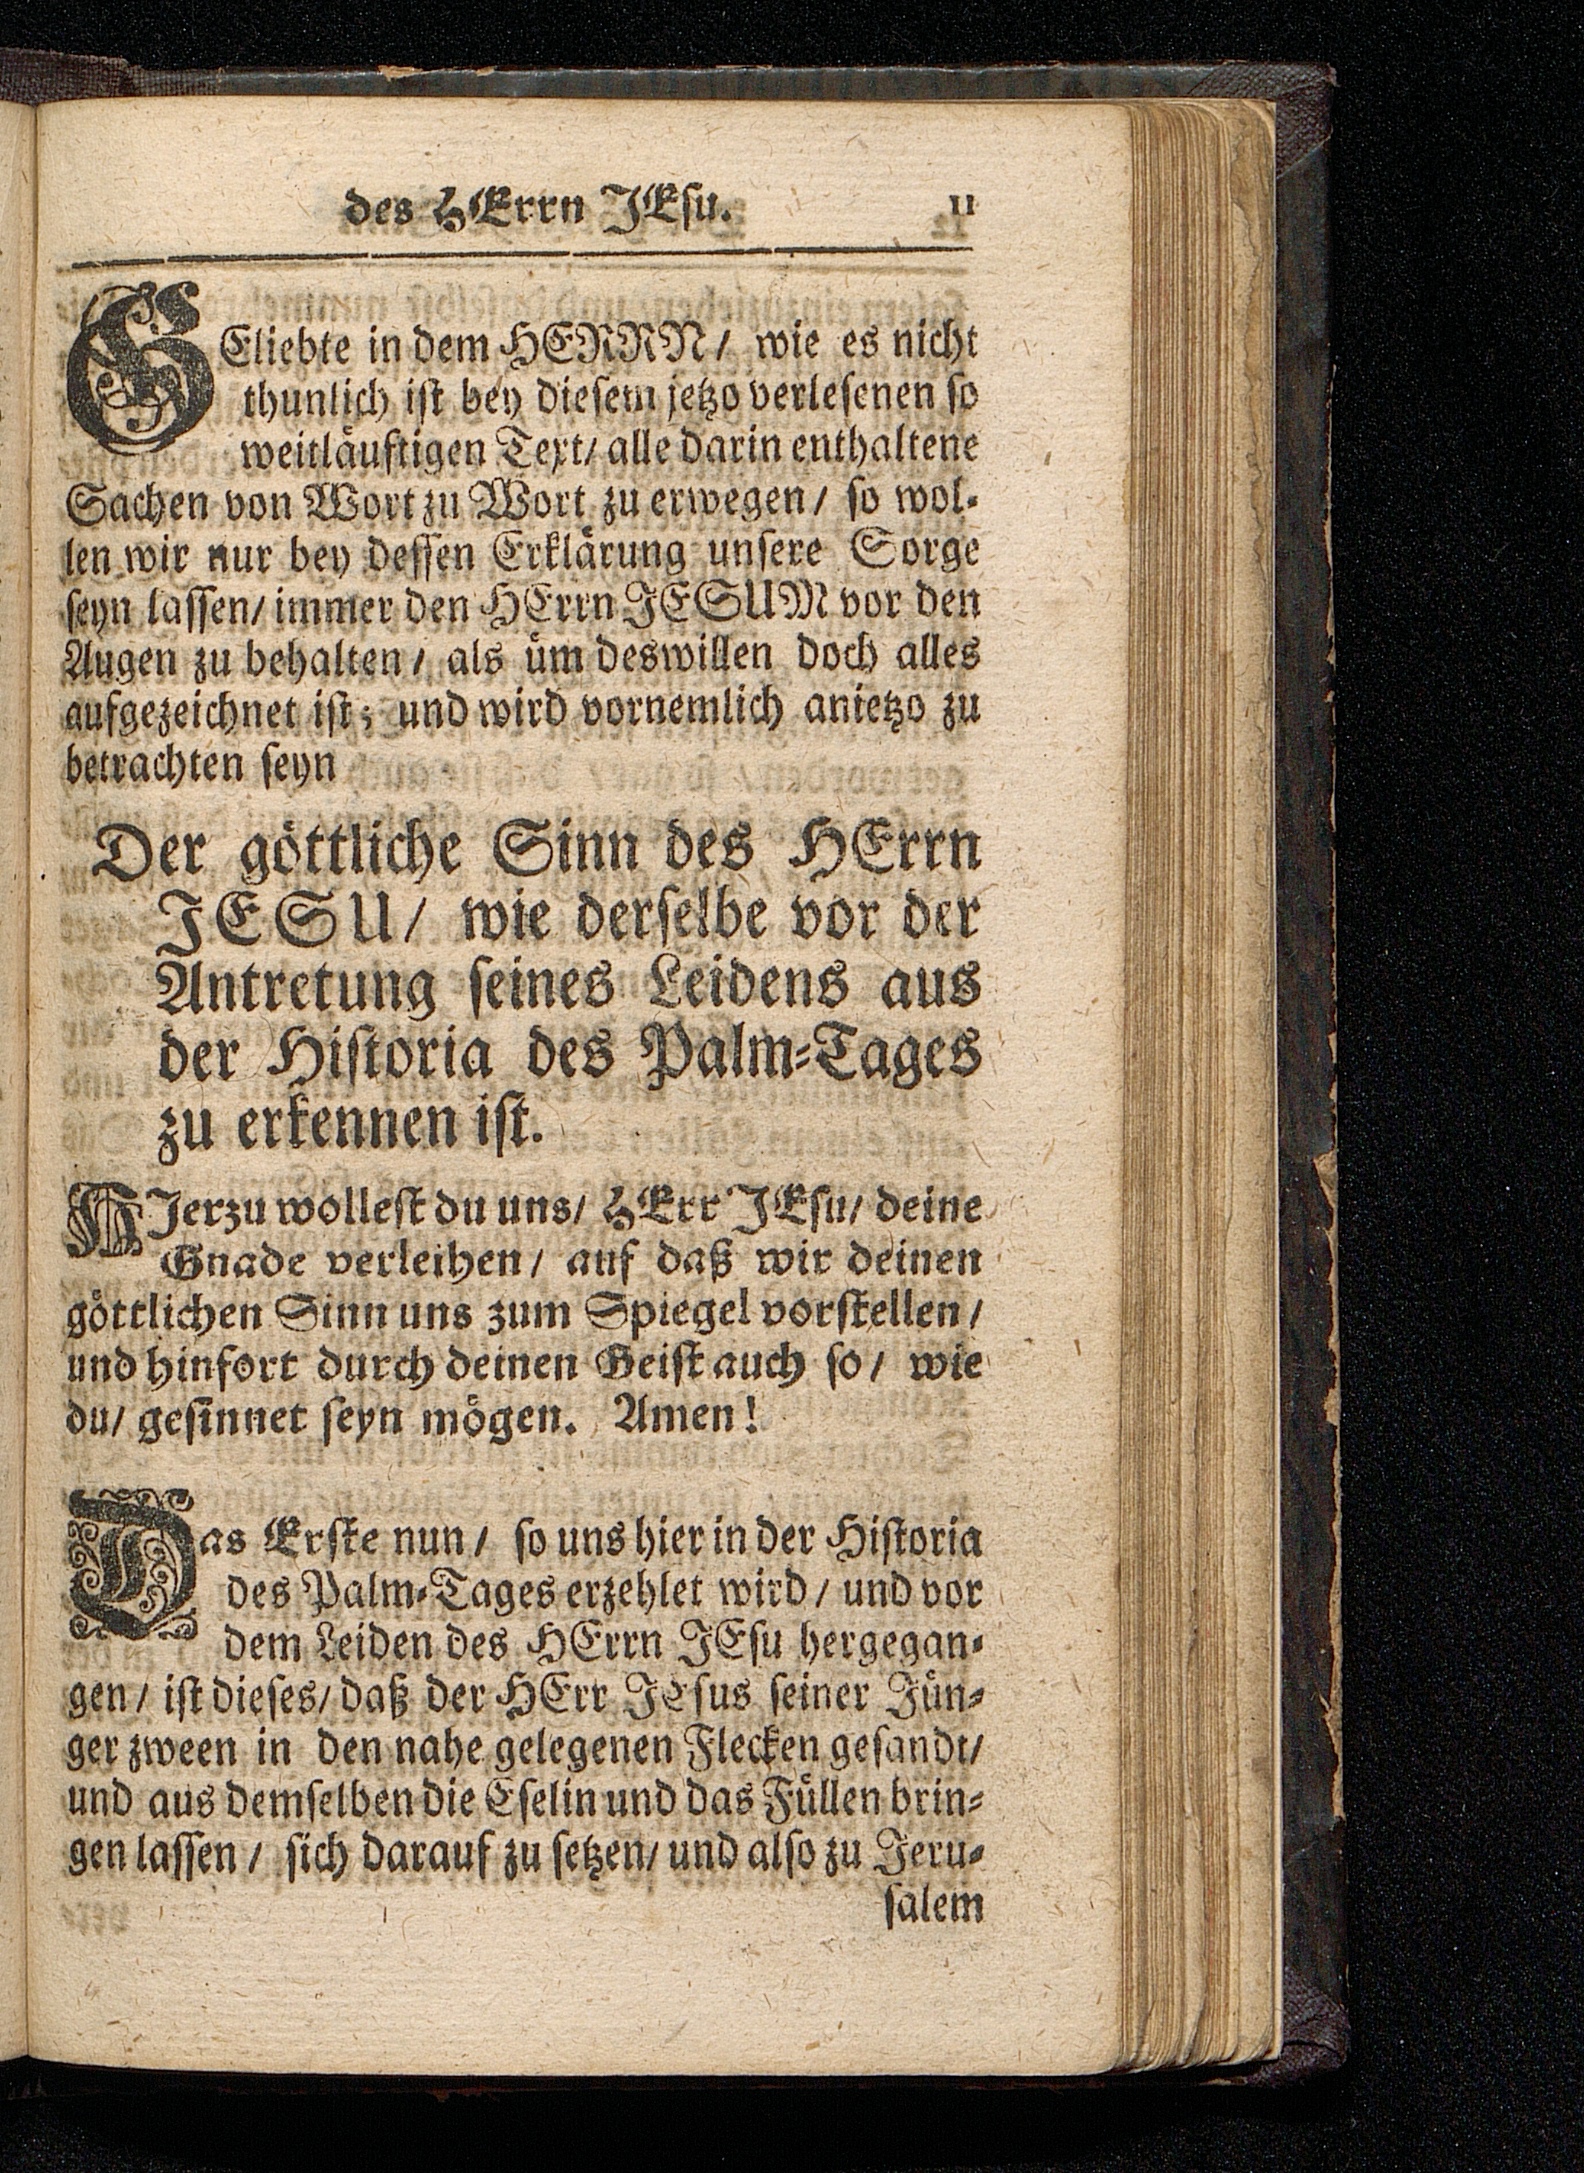 des HErrn JEsu. 11
GEliebte in dem HERRN/ wie es nicht
thunlich ist bey diesem jetzo verlesenen so
weitläuftigen Text/ alle darin enthaltene
Sachen von Wort zu Wort zu erwegen/ so wol-
len wir nur bey dessen Erklärung unsere Sorge
seyn lassen/ immer den HErrn JESUM vor den
Augen zu behalten/ als üm deswillen doch alles
aufgezeichnet ist; und wird vornemlich anietzo zu
betrachten seyn
Der göttliche Sinn des HErrn
JESU/ wie derselbe vor der
Antretung seines Leidens aus
der Historia des Palm-Tages
zu erkennen ist.
HJerzu wollest du uns/ HErr JEsu/ deine
Gnade verleihen/ auf daß wir deinen
göttlichen Sinn uns zum Spiegel vorstellen/
und hinfort durch deinen Geist auch so/ wie
du/ gesinnet seyn mögen. Amen!
Das Erste nun/ so uns hier in der Historia
des Palm-Tages erzehlet wird/ und vor
dem Leiden des HErrn JEsu hergegan-
gen/ ist dieses/ daß der HErr JEsus seiner Jün-
ger zween in den nahe gelegenen Flecken gesandt/
und aus demselben die Eselin und das Füllen brin-
gen lassen/ sich darauf zu setzen/ und also zu Jeru-
salem